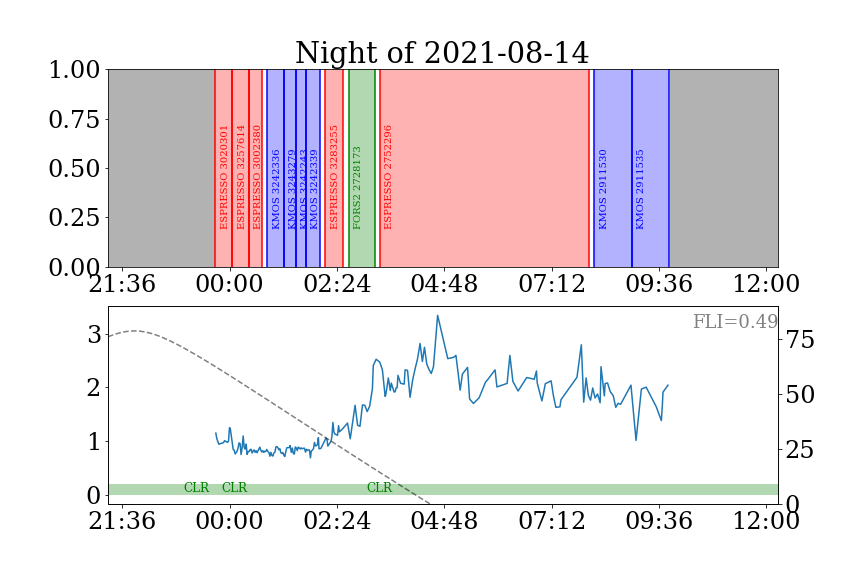 Night of 2021-08-14
1.00
0.75
0.50
0.25
0.00
ESPRESSO 3020301
ESPRESSO 3257614
ESPRESSO 3002380
KMOS 3242336
KMOS 3243279
KMOS 3242243
KMOS 3242339
ESPRESSO 3283255
FORS2 2728173
ESPRESSO 2752296
KMOS 2911530
KMOS 2911535
21:36 00:00 02:24 04:48 07:12 09:36 12:00
FLI=0.49
3
2
1
0
75
50
25
0
CLR CLR CLR
21:36 00:00 02:24 04:48 07:12 09:36 12:00